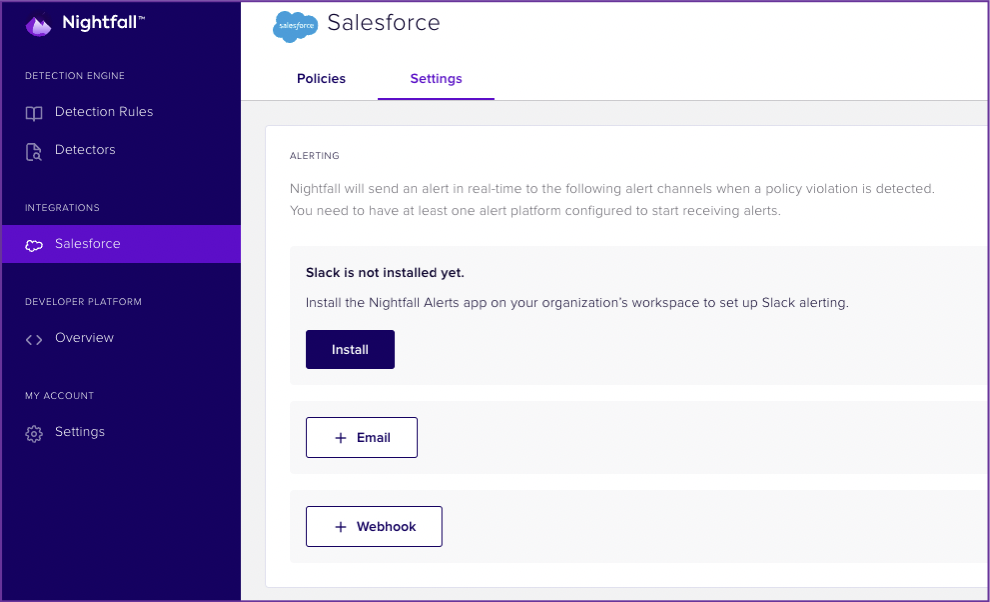 Nightfall™
DETECTION ENGINE
Detection Rules
Detectors
INTEGRATIONS
Salesforce
DEVELOPER PLATFORM
Overview
MY ACCOUNT
Settings
salesforce
Salesforce
Policies
Settings
ALERTING
Nightfall will send an alert in real-time to the following alert channels when a policy violation is detected.
You need to have at least one alert platform configured to start receiving alerts.
Slack is not installed yet.
Install the Nightfall Alerts app on your organization’s workspace to set up Slack alerting.
Install
+ Email
+ Webhook